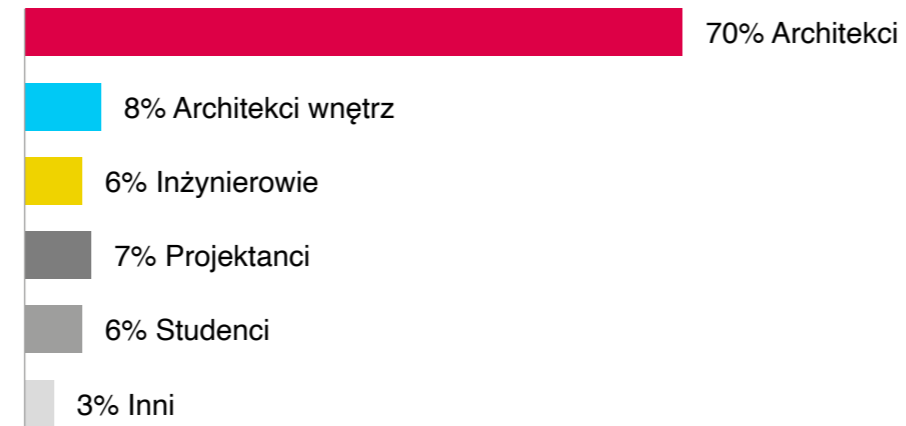 70% Architekci
8% Architekci wnętrz
6% Inżynierowie
7% Projektanci
6% Studenci
3% Inni